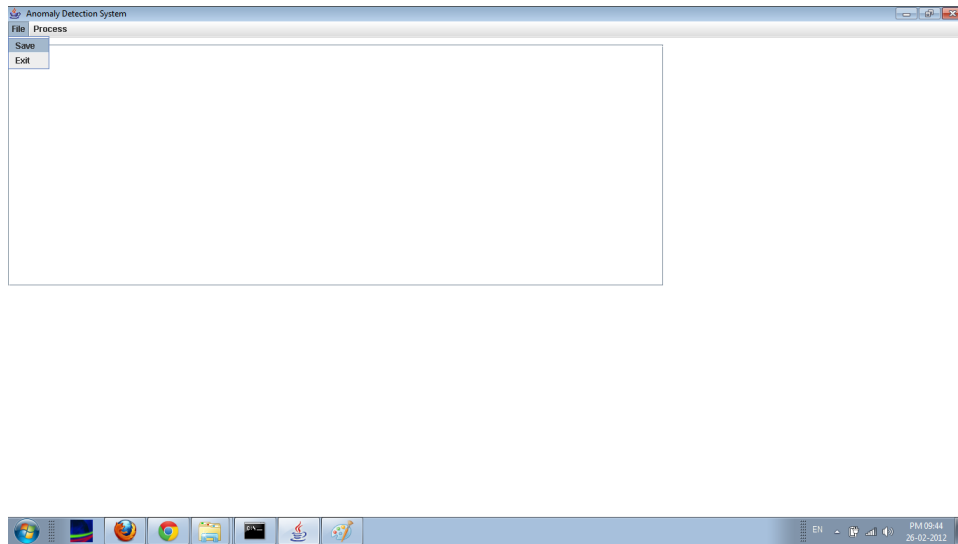 Anomaly Detection System
File Process
Save
Exit
C:\_
EN
PM 09:44
26-02-2012